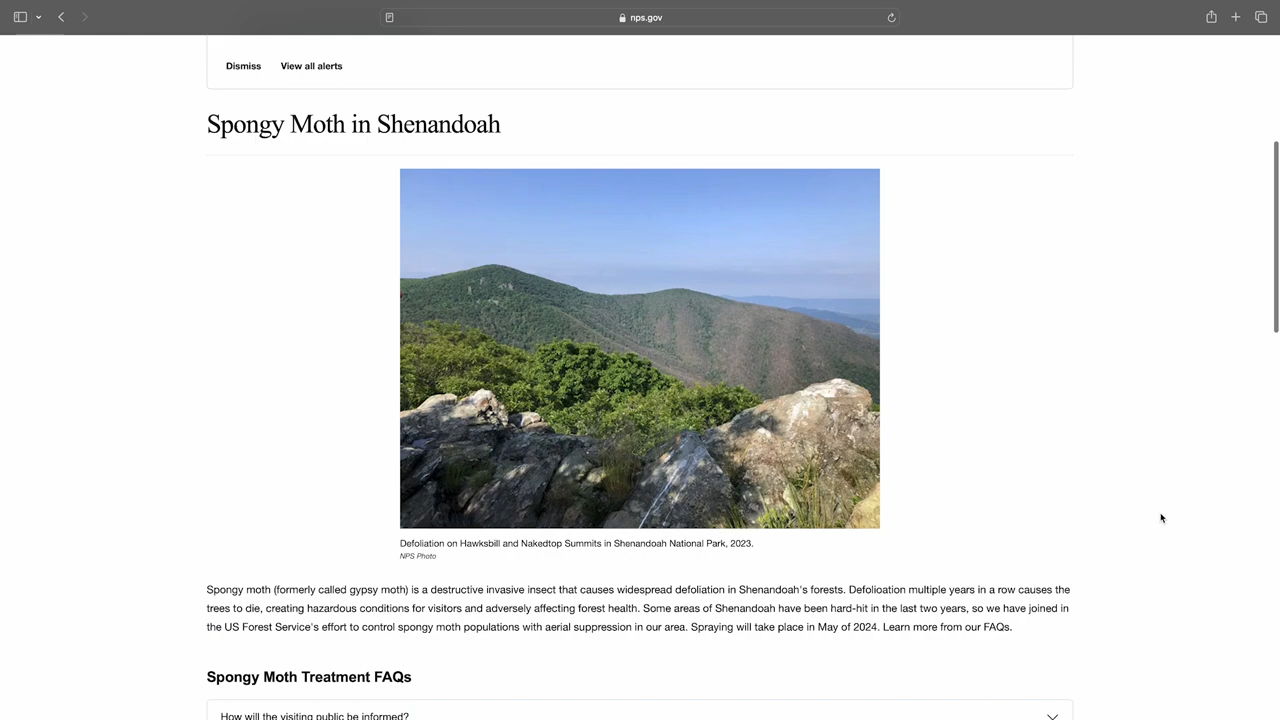 nps.gov
Dismiss View all alerts
Spongy Moth in Shenandoah
Defoliation on Hawksbill and Nakedtop Summits in Shenandoah National Park, 2023.
NPS Photo
Spongy moth (formerly called gypsy moth) is a destructive invasive insect that causes widespread defoliation in Shenandoah's forests. Defolication multiple years in a row causes the
trees to die, creating hazardous conditions for visitors and adversely affecting forest health. Some areas of Shenandoah have been hard-hit in the last two years, so we have joined in
the US Forest Service's effort to control spongy moth populations with aerial suppression in our area. Spraying will take place in May of 2024. Learn more from our FAQs.
Spongy Moth Treatment FAQs
How will the visiting public be informed?